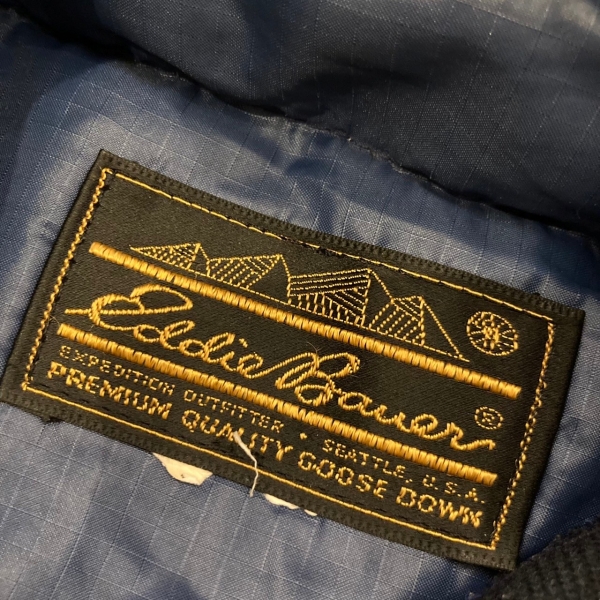 Eddie Bauer ®
EXPEDITION OUTFITTER • SEATTLE, U.S.A.
PREMIUM QUALITY GOOSE DOWN